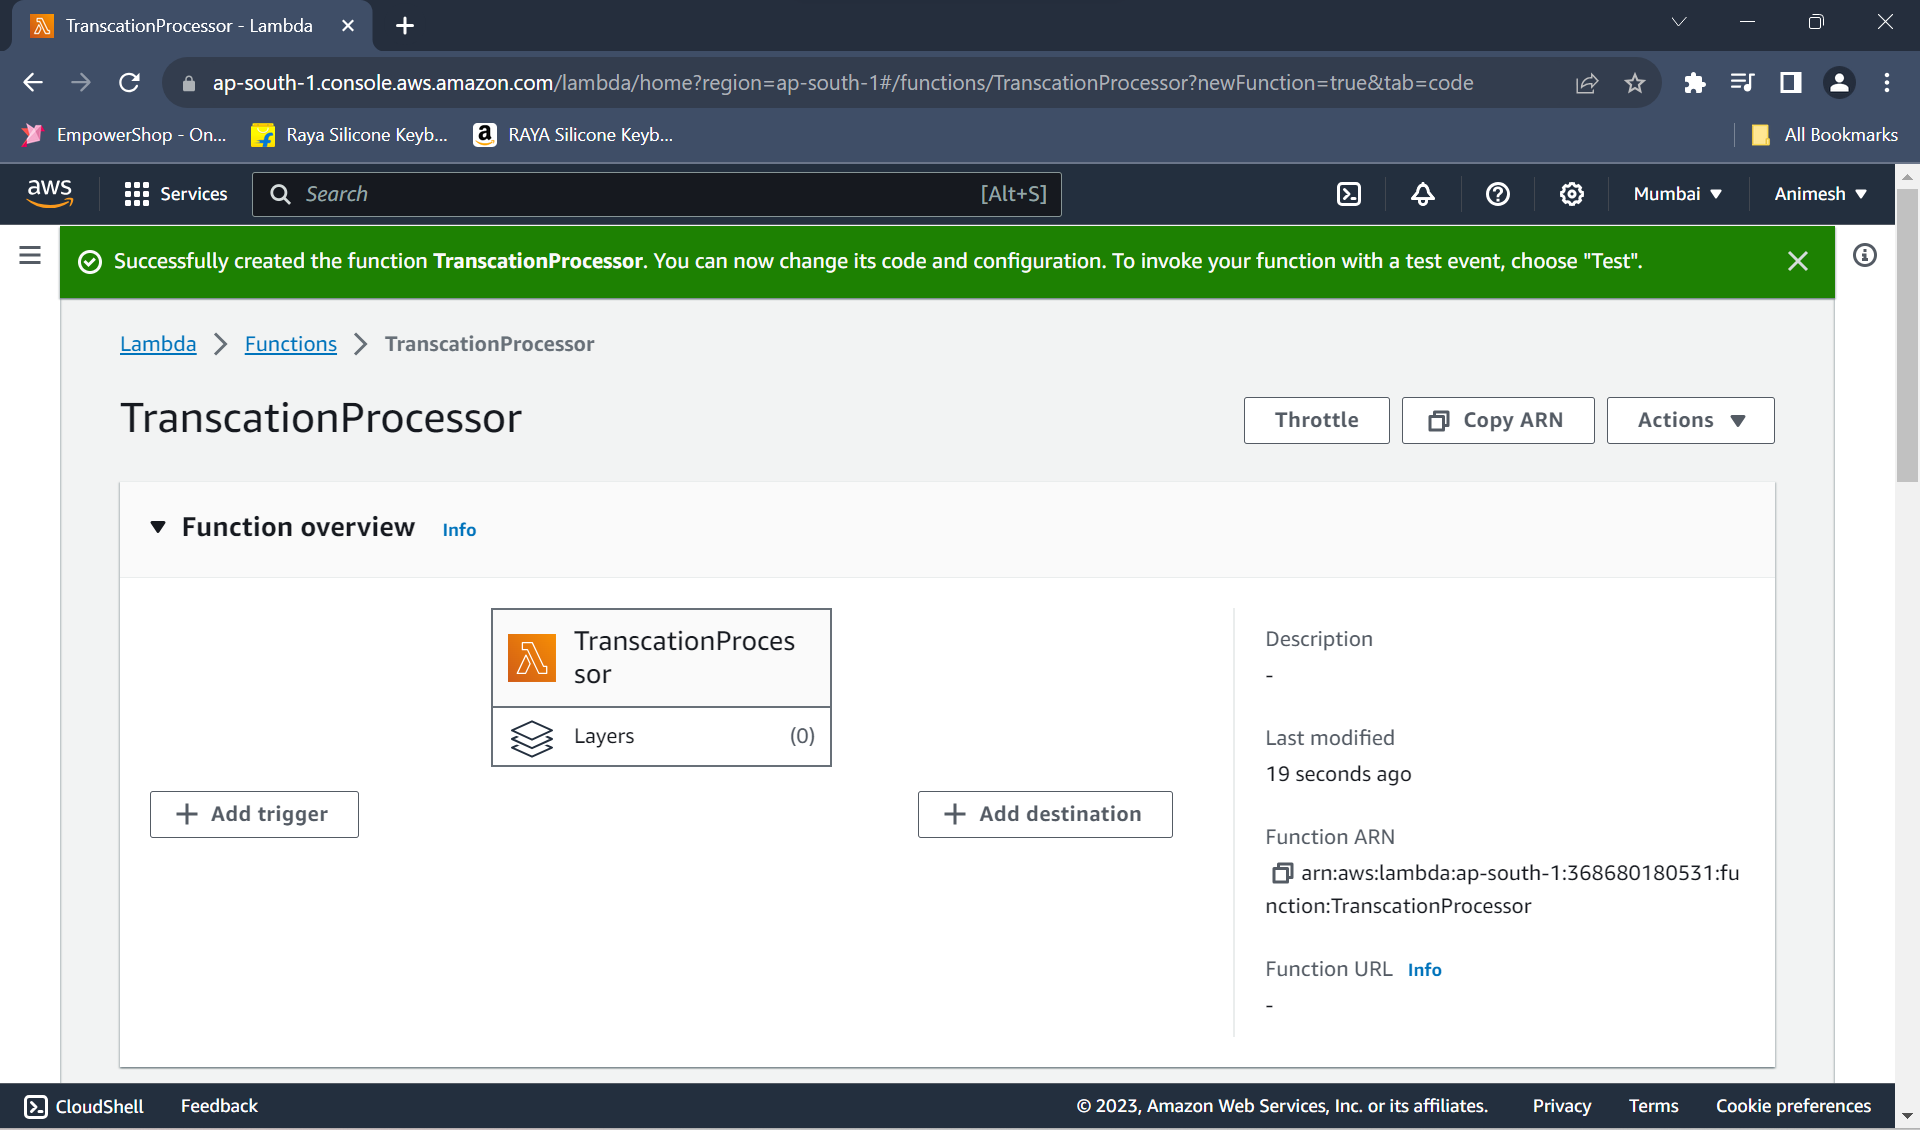 TranscationProcessor - Lambda
ap-south-1.console.aws.amazon.com/lambda/home?region=ap-south-1#/functions/TranscationProcessor?newFunction=true&tab=code
EmpowerShop - On... Raya Silicone Keyb... RAYA Silicone Keyb... All Bookmarks
aws Services Search [Alt+S] Mumbai Animesh
Successfully created the function TranscationProcessor. You can now change its code and configuration. To invoke your function with a test event, choose "Test".
Lambda Functions TranscationProcessor
TranscationProcessor Throttle Copy ARN Actions
Function overview Info
TranscationProces
sor
Layers (0)
Add trigger
Add destination
Description
-
Last modified
19 seconds ago
Function ARN
arn:aws:lambda:ap-south-1:368680180531:fu
nction:TranscationProcessor
Function URL Info
-
CloudShell Feedback © 2023, Amazon Web Services, Inc. or its affiliates. Privacy Terms Cookie preferences